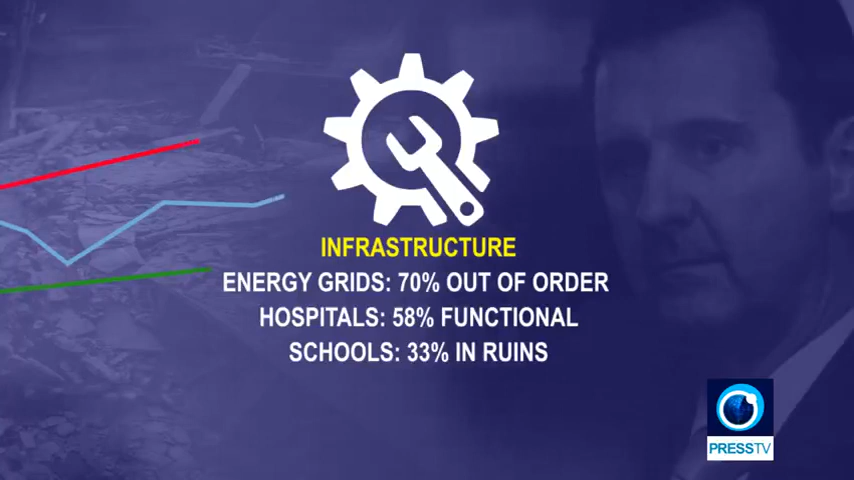 INFRASTRUCTURE
ENERGY GRIDS: 70% OUT OF ORDER
HOSPITALS: 58% FUNCTIONAL
SCHOOLS: 33% IN RUINS
PRESSTV